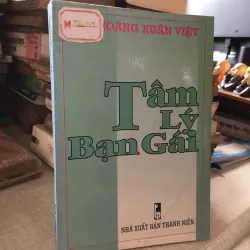 OÀNG XUÂN VIỆT
Tâm
Lý
Bạn Gái
NHÀ XUẤT BẢN THANH NIÊN